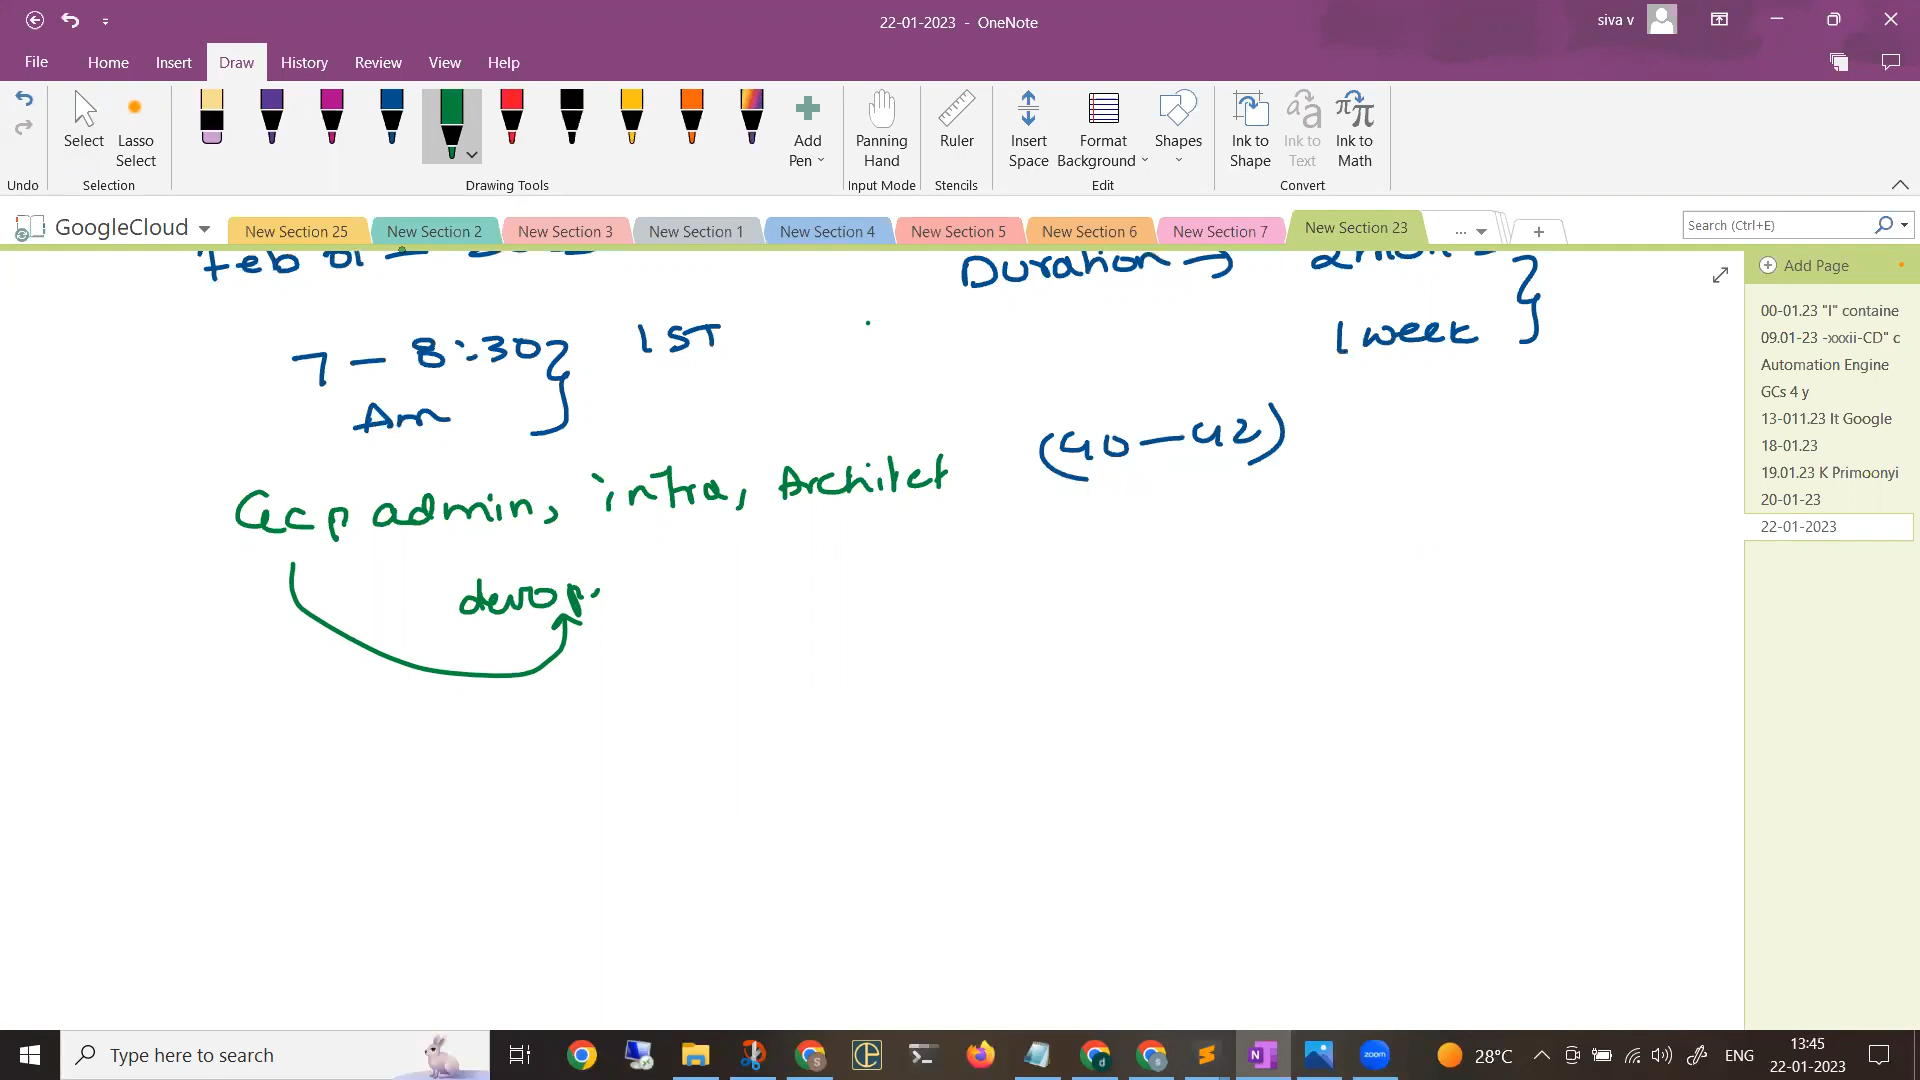 22-01-2023 - OneNote
siva v
File Home Insert Draw History Review View Help
Select
Lasso Select
Add Pen
Panning Hand
Ruler
Insert Space
Format Background
Shapes
Ink to Shape
Ink to Text
Ink to Math
Undo Selection Drawing Tools Input Mode Stencils Edit Convert
GoogleCloud New Section 25 New Section 2 New Section 3 New Section 1 New Section 4 New Section 5 New Section 6 New Section 7 New Section 23 ... Search (Ctrl+E)
Add Page
00-01.23 "I" containe
09.01-23 -xxxii-CD" c
Automation Engine
GCs 4 y
13-011.23 It Google
18-01.23
19.01.23 K Primoonyi
20-01-23
22-01-2023
Feb 01
Duration →
7 - 8:30 IST
1 week
Am
(40-42)
Gcp admin, infra, Architet
devop.
Type here to search
28°C
ENG
13:45
22-01-2023